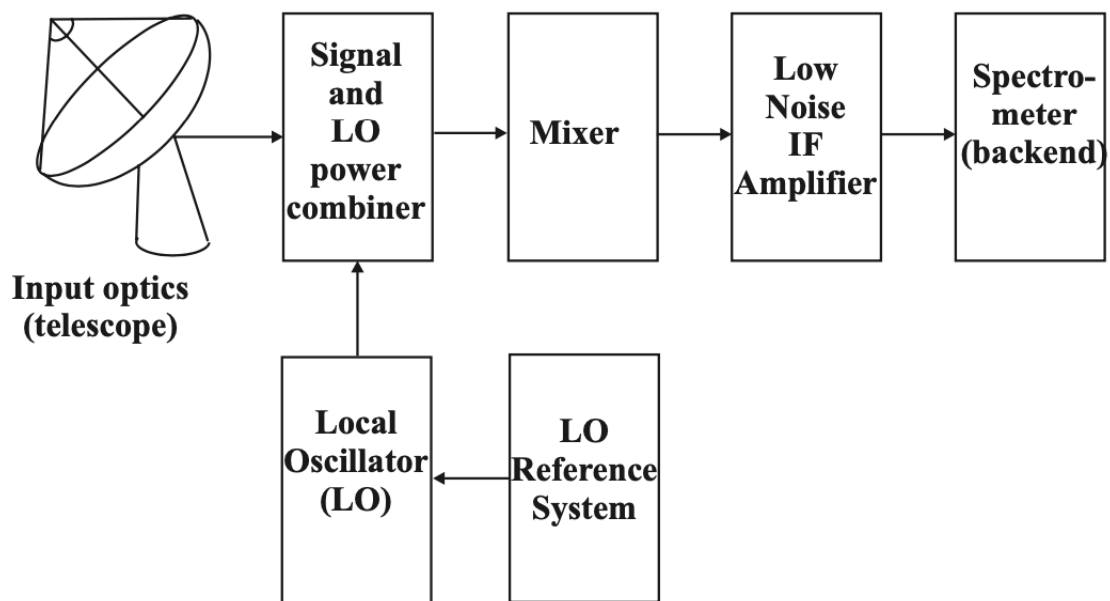 Signal
and
LO
power
combiner
Mixer
Low
Noise
IF
Amplifier
Spectro-
meter
(backend)
Input optics
(telescope)
Local
Oscillator
(LO)
LO
Reference
System